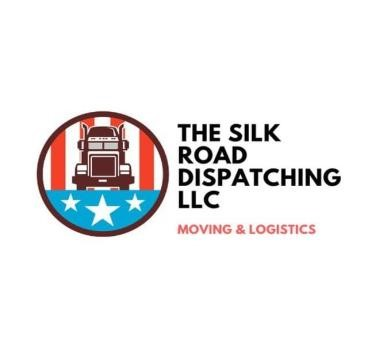 THE SILK
ROAD
DISPATCHING
LLC
MOVING & LOGISTICS